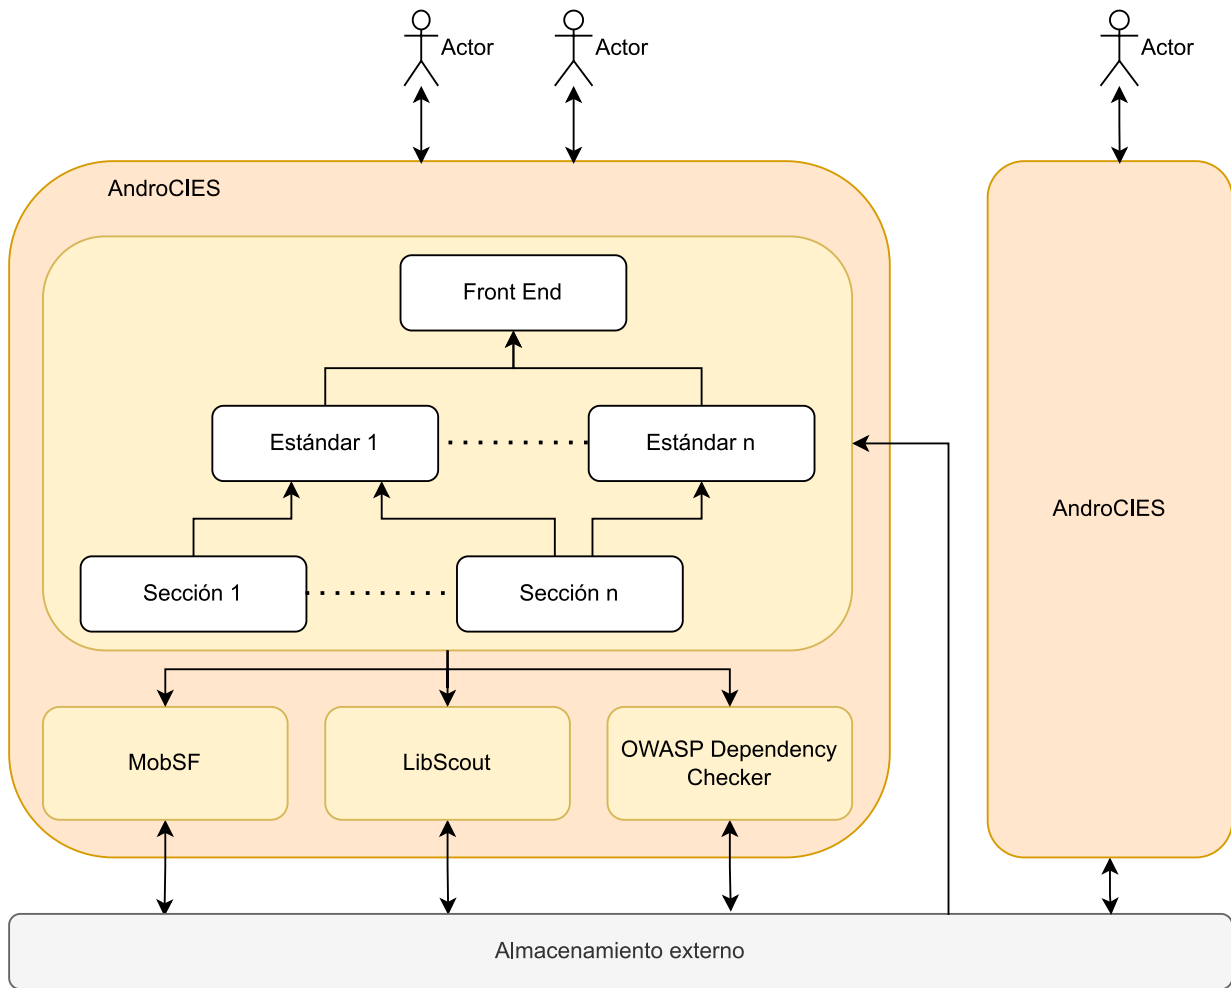 Actor
Actor
Actor
AndroCIES
Front End
Estándar 1
Estándar n
AndroCIES
Sección 1
Sección n
MobSF
LibScout
OWASP Dependency
Checker
Almacenamiento externo